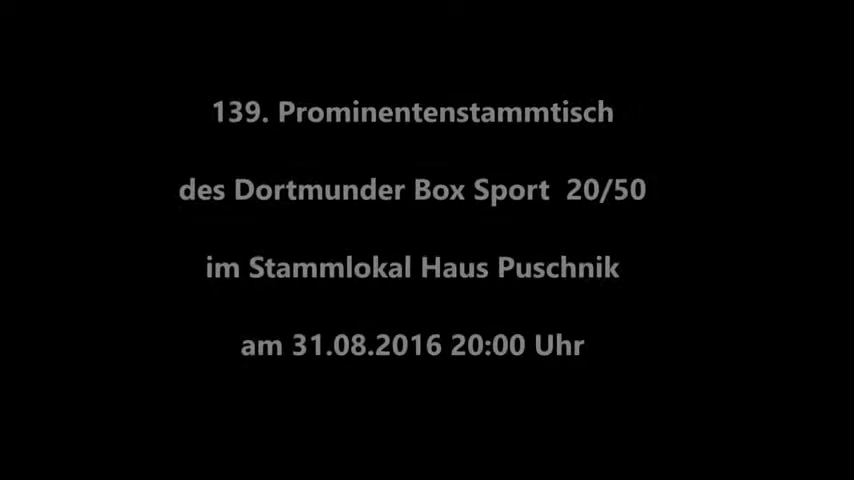 139. Prominentenstammtisch
des Dortmunder Box Sport 20/50
im Stammlokal Haus Puschnik
am 31.08.2016 20:00 Uhr